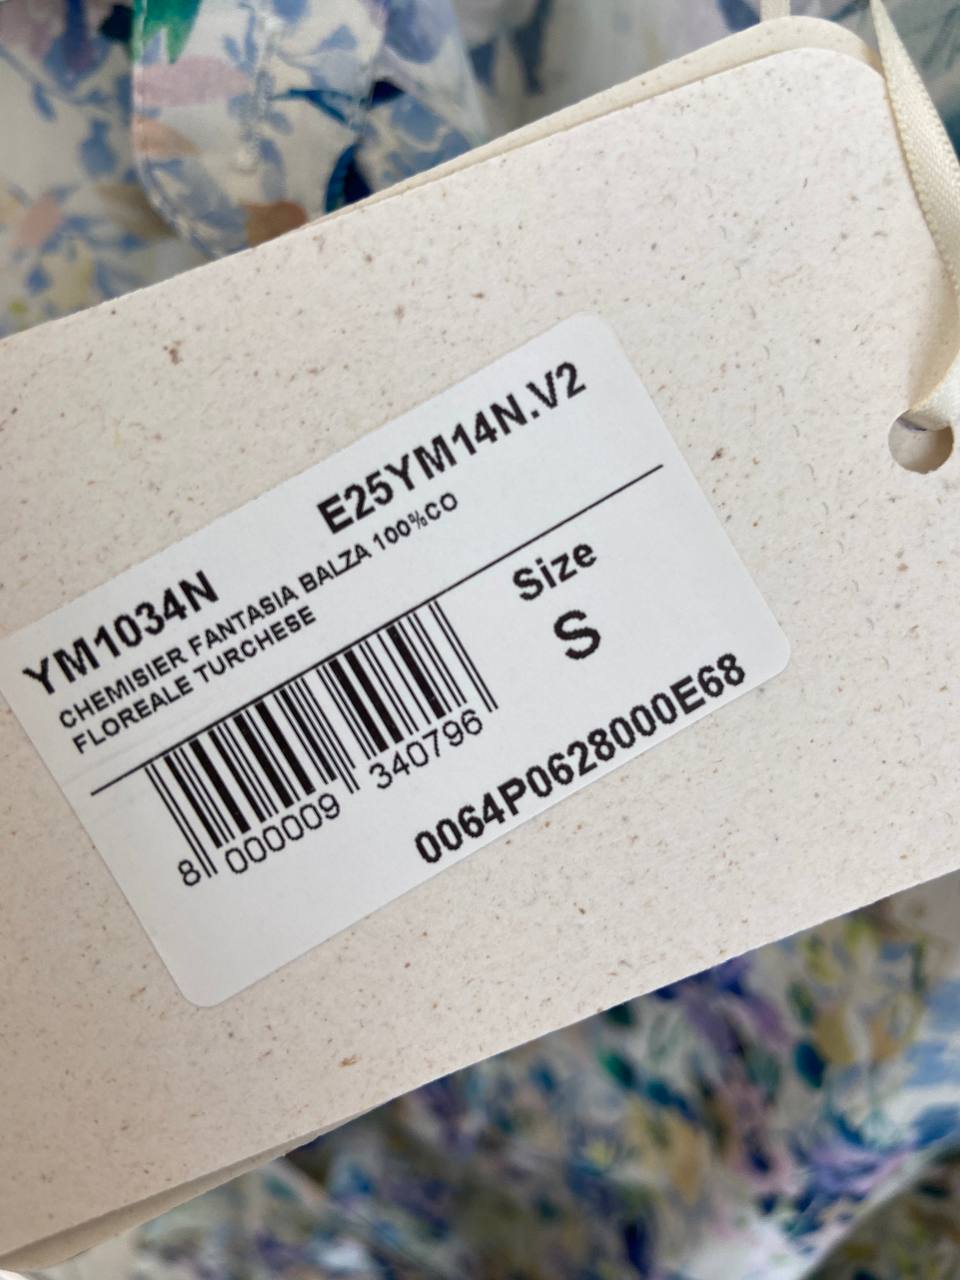 YM1034N E25YM14N.V2
CHEMISIER FANTASIA BALZA 100%CO
FLOREALE TURCHESE
Size
S
8 000009 340796
0064P0628000E68